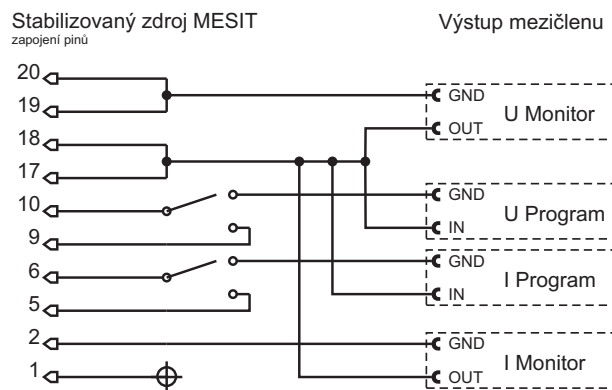 Stabilizovaný zdroj MESIT
zapojení pinů
Výstup mezičlenu
20
19
18
17
10
9
6
5
2
1
GND
U Monitor
OUT
GND
U Program
IN
GND
I Program
IN
GND
I Monitor
OUT